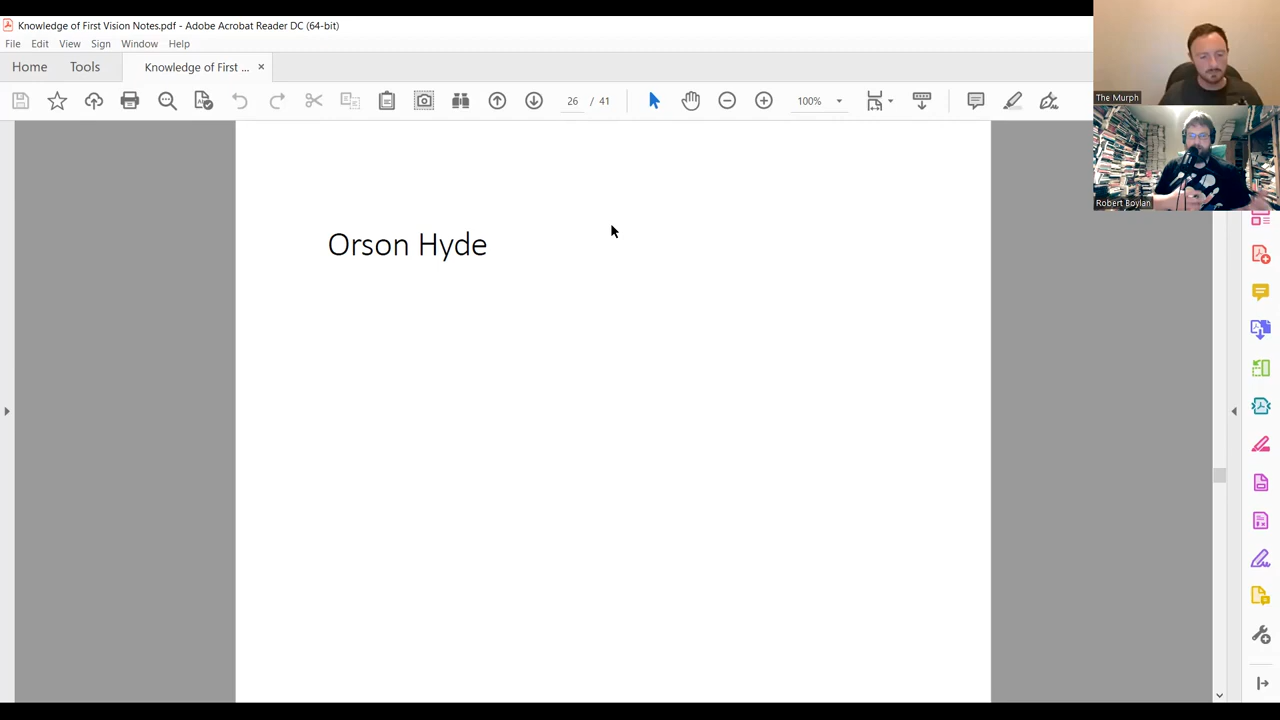 Knowledge of First Vision Notes.pdf - Adobe Acrobat Reader DC (64-bit)
File Edit View Sign Window Help
Home Tools Knowledge of First ... ×
26 / 41 100%
The Murph
Robert Boylan
Orson Hyde